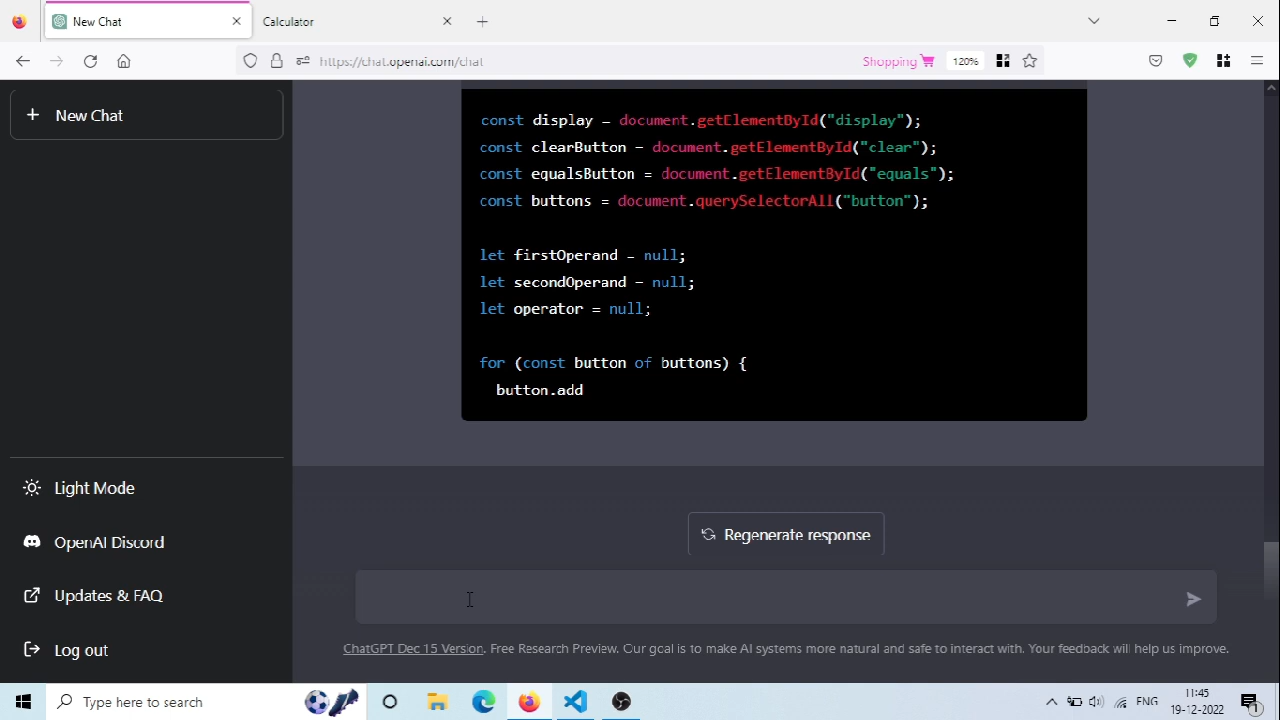 New Chat
Calculator
https://chat.openai.com/chat
Shopping
120%
New Chat
const display = document.getElementById("display");
const clearButton = document.getElementById("clear");
const equalsButton = document.getElementById("equals");
const buttons = document.querySelectorAll("button");
let firstOperand = null;
let secondOperand = null;
let operator = null;
for (const button of buttons) {
button.add
Light Mode
OpenAI Discord
Updates & FAQ
Log out
Regenerate response
ChatGPT Dec 15 Version. Free Research Preview. Our goal is to make AI systems more natural and safe to interact with. Your feedback will help us improve.
Type here to search
ENG
11:45
19-12-2022
1